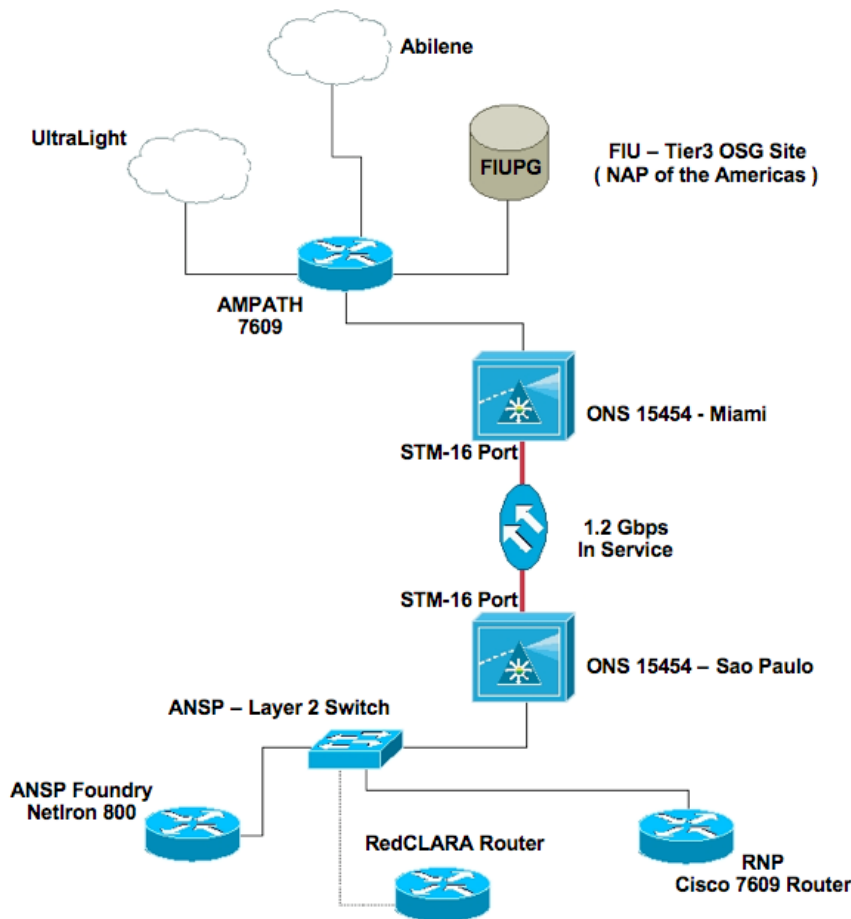 Abilene
UltraLight
FIUPG
FIU – Tier3 OSG Site
( NAP of the Americas )
AMPATH
7609
ONS 15454 - Miami
STM-16 Port
1.2 Gbps
In Service
STM-16 Port
ONS 15454 – Sao Paulo
ANSP – Layer 2 Switch
ANSP Foundry
NetIron 800
RedCLARA Router
RNP
Cisco 7609 Router